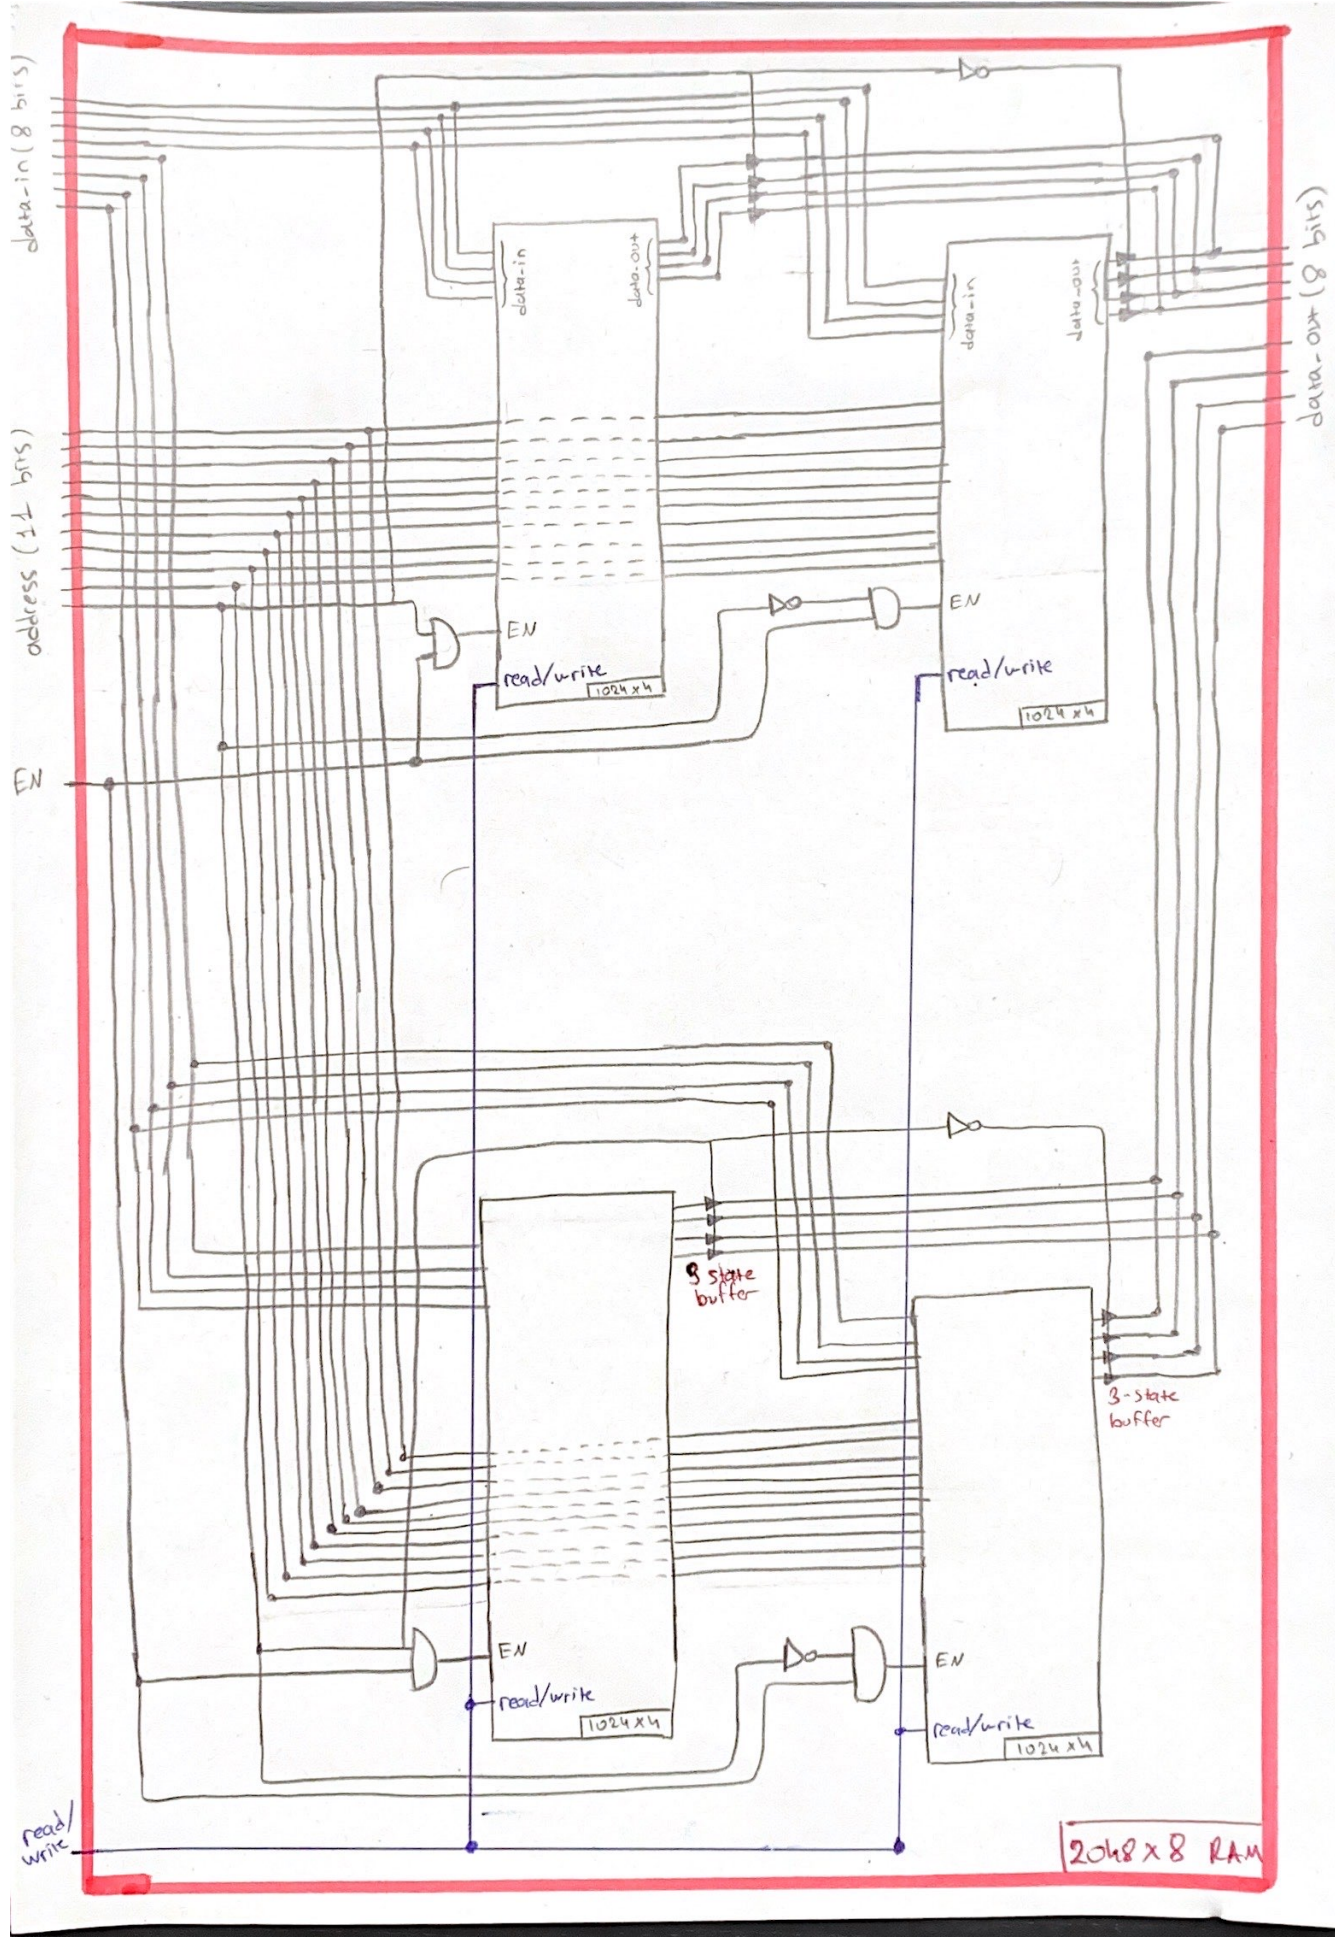 data-in (8 bits)
data-in
data-out
data-in
data-out
data-out (8 bits)
address (11 bits)
EN
EN
read/write
1024x4
read/write
1024x4
EN
3 state
buffer
3-state
buffer
EN
EN
read/write
1024x4
read/write
1024x4
read/
write
2048x8 RAM